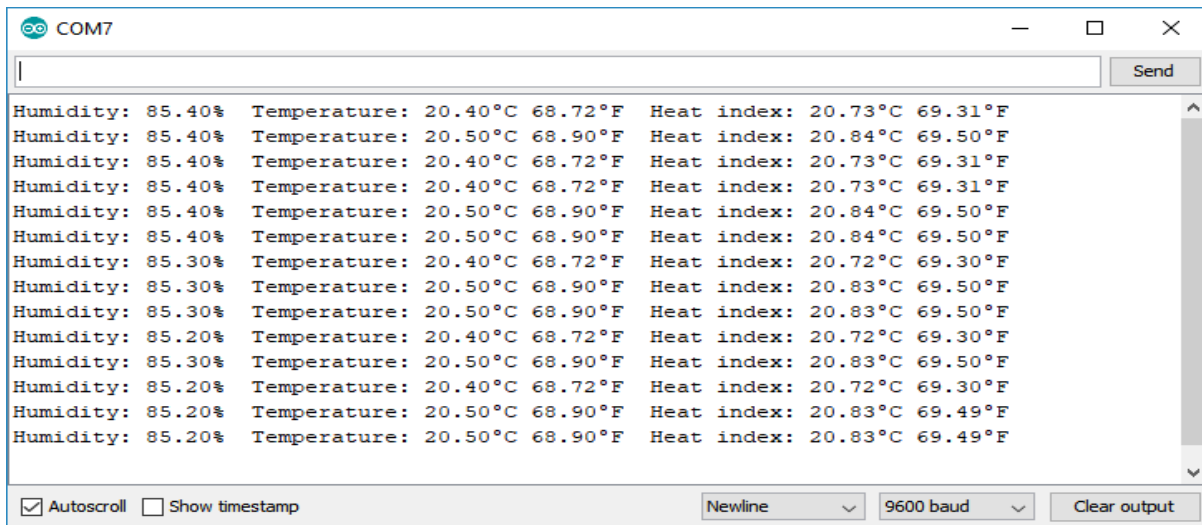 COM7
Send
Humidity: 85.40%  Temperature: 20.40°C 68.72°F  Heat index: 20.73°C 69.31°F
Humidity: 85.40%  Temperature: 20.50°C 68.90°F  Heat index: 20.84°C 69.50°F
Humidity: 85.40%  Temperature: 20.40°C 68.72°F  Heat index: 20.73°C 69.31°F
Humidity: 85.40%  Temperature: 20.40°C 68.72°F  Heat index: 20.73°C 69.31°F
Humidity: 85.40%  Temperature: 20.50°C 68.90°F  Heat index: 20.84°C 69.50°F
Humidity: 85.40%  Temperature: 20.50°C 68.90°F  Heat index: 20.84°C 69.50°F
Humidity: 85.30%  Temperature: 20.40°C 68.72°F  Heat index: 20.72°C 69.30°F
Humidity: 85.30%  Temperature: 20.50°C 68.90°F  Heat index: 20.83°C 69.50°F
Humidity: 85.30%  Temperature: 20.50°C 68.90°F  Heat index: 20.83°C 69.50°F
Humidity: 85.20%  Temperature: 20.40°C 68.72°F  Heat index: 20.72°C 69.30°F
Humidity: 85.30%  Temperature: 20.50°C 68.90°F  Heat index: 20.83°C 69.50°F
Humidity: 85.20%  Temperature: 20.40°C 68.72°F  Heat index: 20.72°C 69.30°F
Humidity: 85.20%  Temperature: 20.50°C 68.90°F  Heat index: 20.83°C 69.49°F
Humidity: 85.20%  Temperature: 20.50°C 68.90°F  Heat index: 20.83°C 69.49°F
Autoscroll Show timestamp Newline 9600 baud Clear output